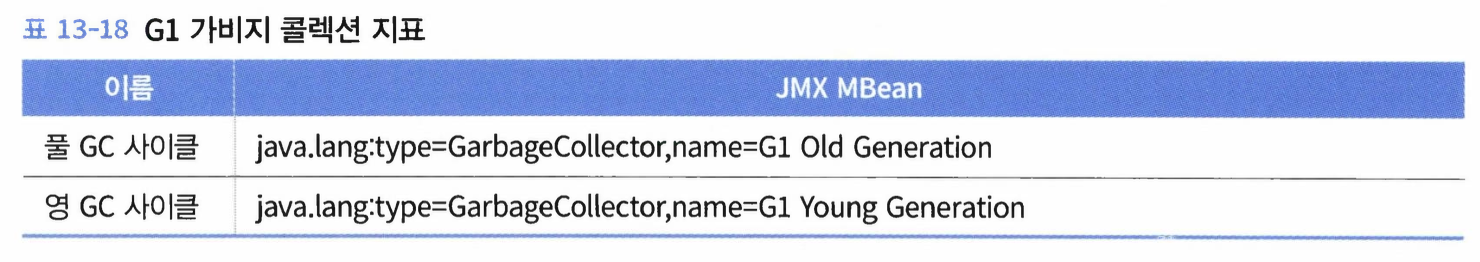 표 13-18 G1 가비지 콜렉션 지표
이름 JMX MBean
풀 GC 사이클 java.lang:type=GarbageCollector,name=G1 Old Generation
영 GC 사이클 java.lang:type=GarbageCollector,name=G1 Young Generation